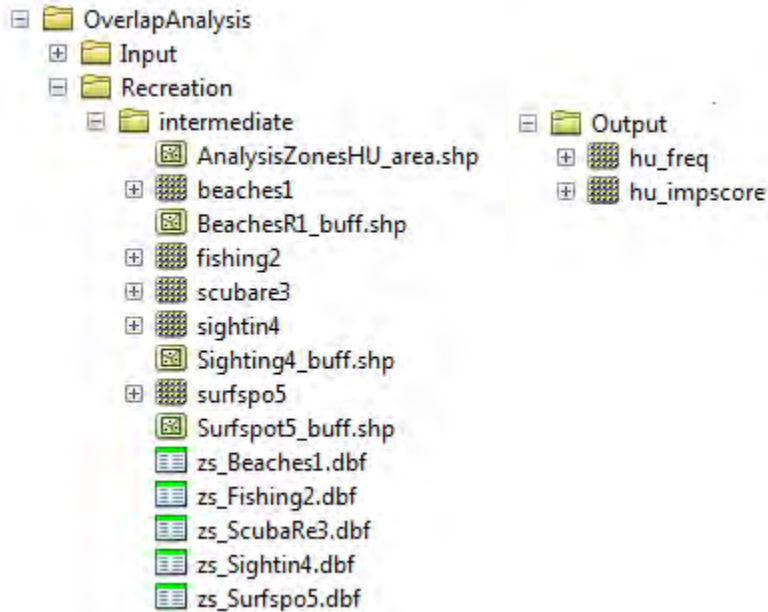 OverlapAnalysis
Input
Recreation
intermediate
AnalysisZonesHU_area.shp
beaches1
BeachesR1_buff.shp
fishing2
scubare3
sightin4
Sighting4_buff.shp
surfspo5
Surfspot5_buff.shp
zs_Beaches1.dbf
zs_Fishing2.dbf
zs_ScubaRe3.dbf
zs_Sightin4.dbf
zs_Surfspo5.dbf
Output
hu_freq
hu_impscore